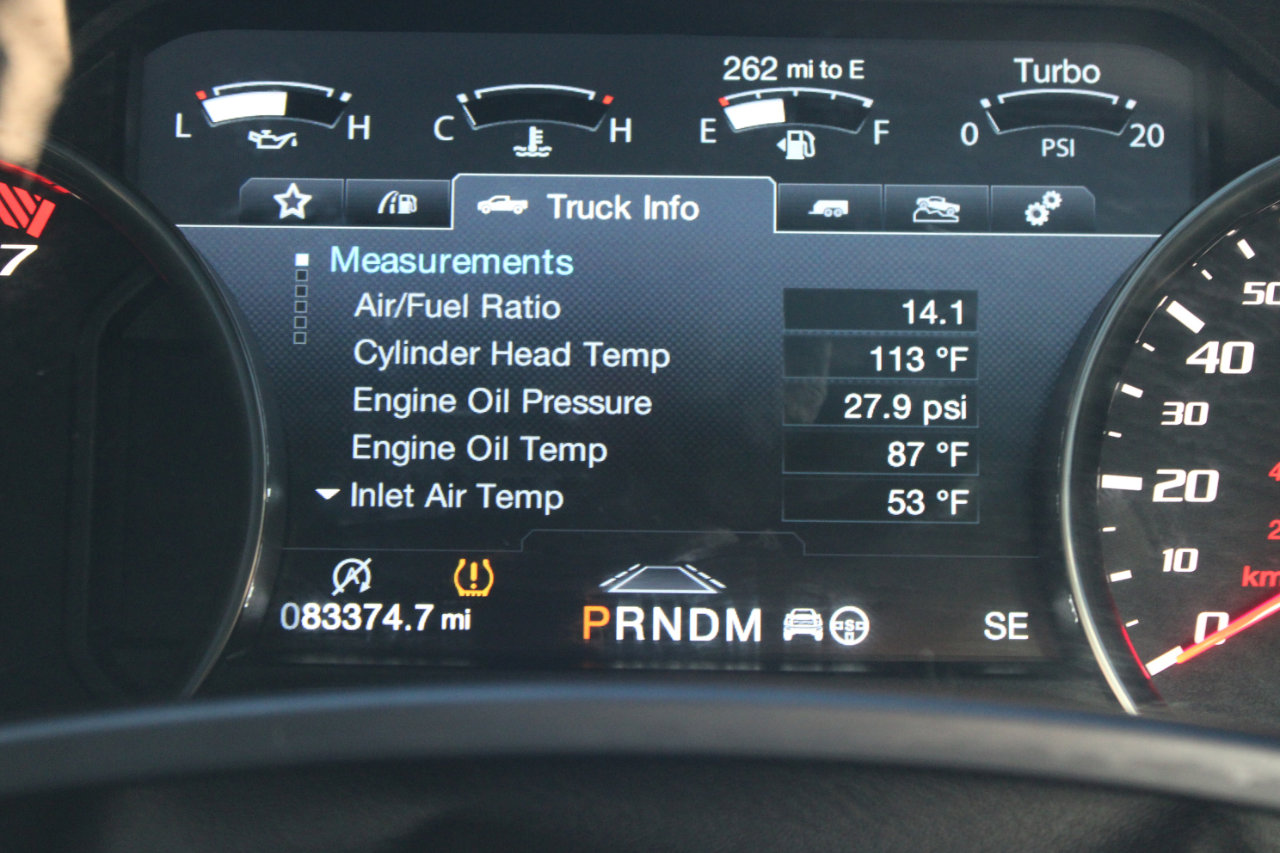 262 mi to E
Turbo
L H
C H
E F
0 20
PSI
Truck Info
7
Measurements
Air/Fuel Ratio 14.1
Cylinder Head Temp 113 °F
Engine Oil Pressure 27.9 psi
Engine Oil Temp 87 °F
Inlet Air Temp 53 °F
083374.7 mi
PRNDM
S
SE
50
40
30
20
10
0
km